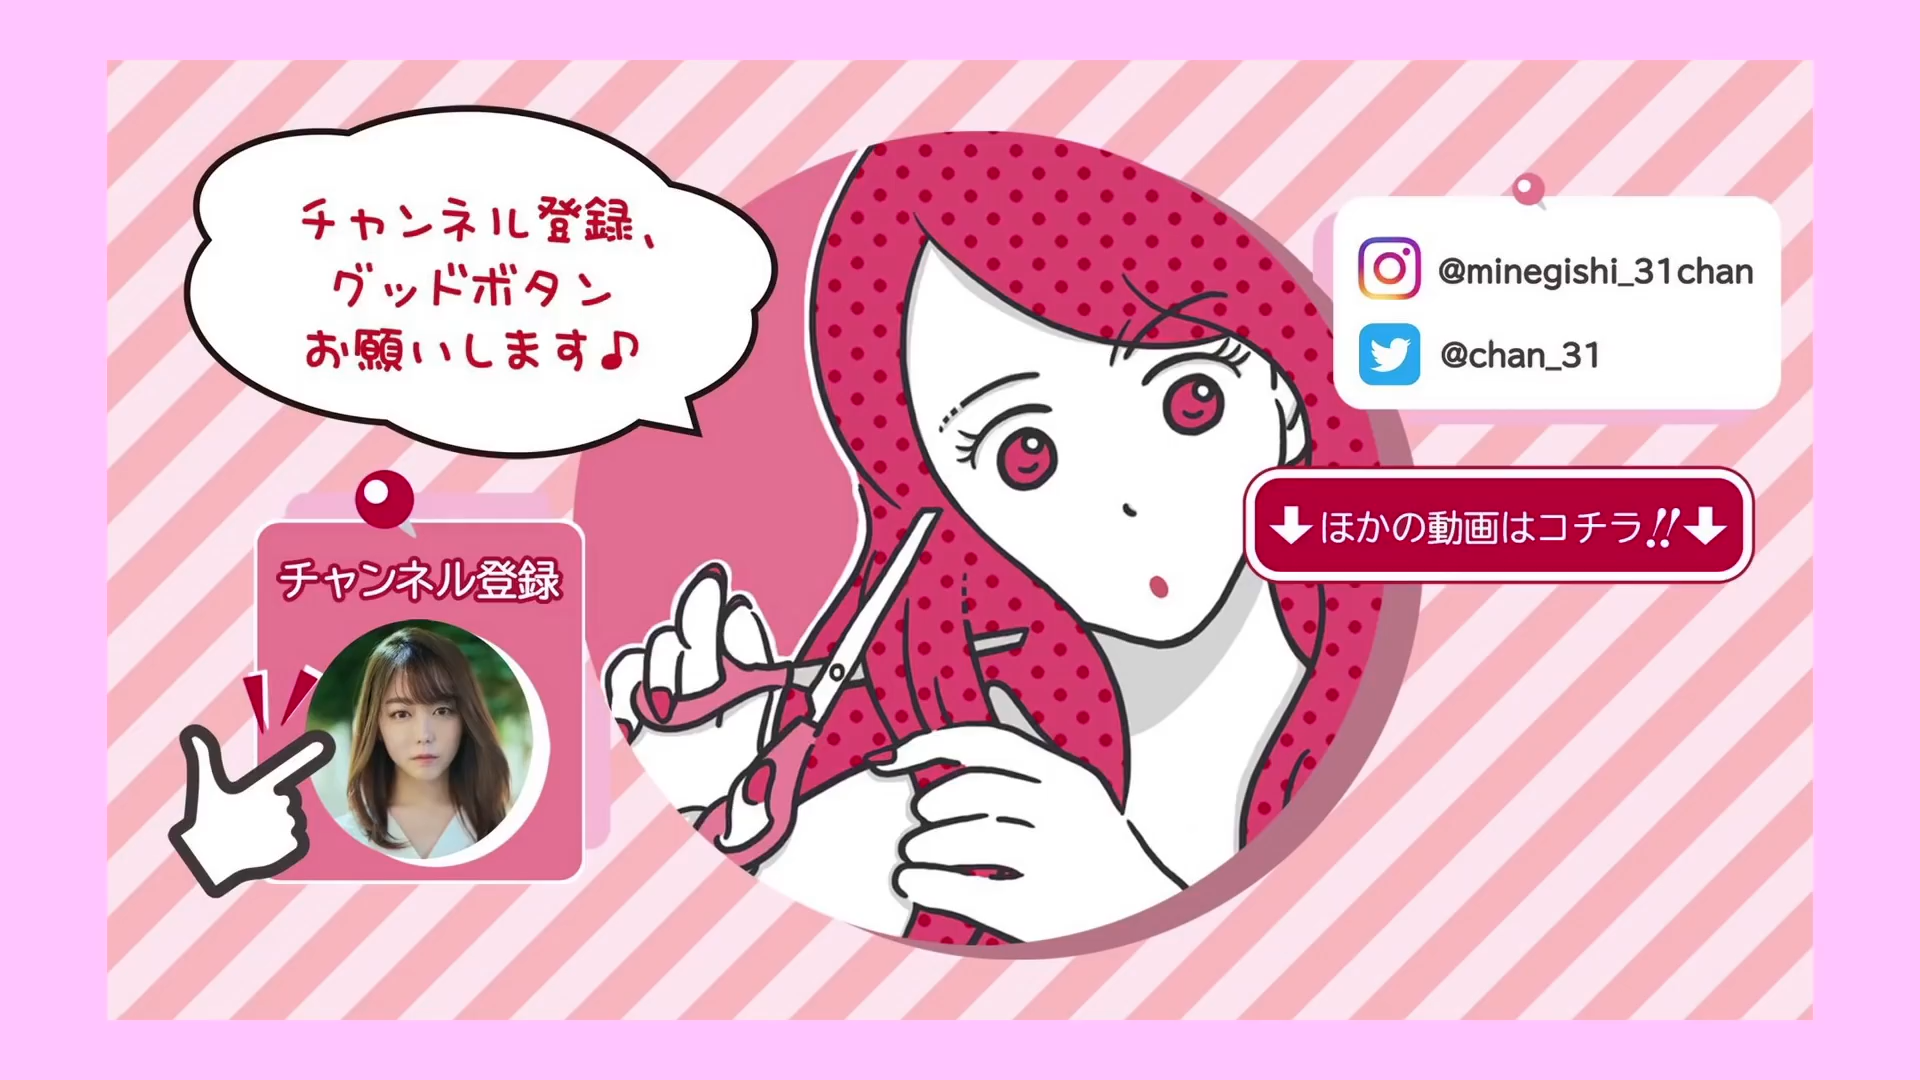 チャンネル登録、
グッドボタン
お願いします♪
チャンネル登録
@minegishi_31chan
@chan_31
⬇ほかの動画はコチラ!!⬇